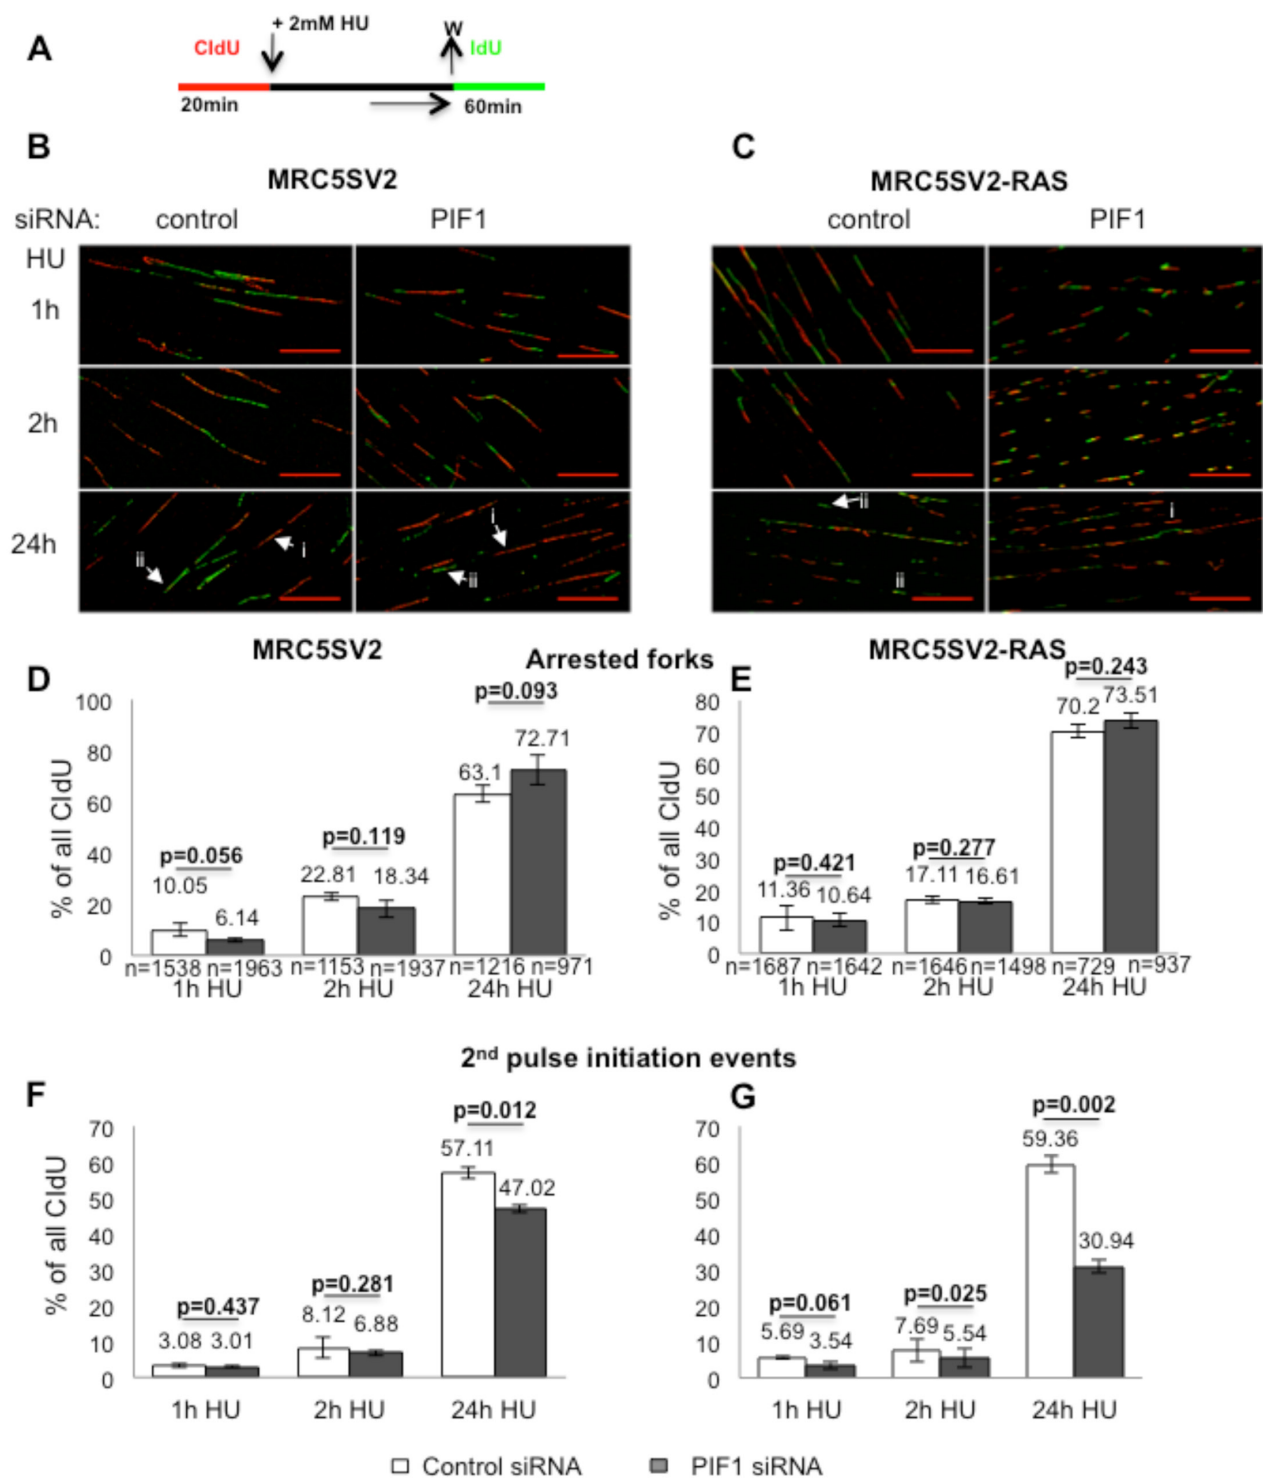 A
+ 2mM HU
W
CldU
IdU
20min
60min
B
C
MRC5SV2
MRC5SV2-RAS
siRNA: control PIF1
control PIF1
HU
1h
2h
24h
i
ii
i
ii
ii
ii
i
MRC5SV2
Arrested forks
MRC5SV2-RAS
D
E
% of all CldU
100
80
60
40
20
0
p=0.056
10.05
6.14
p=0.119
22.81
18.34
p=0.093
63.1
72.71
n=1538 n=1963 n=1153 n=1937 n=1216 n=971
1h HU 2h HU 24h HU
% of all CldU
80
70
60
50
40
30
20
10
0
p=0.421
11.36 10.64
p=0.277
17.11 16.61
p=0.243
70.2 73.51
n=1687 n=1642 n=1646 n=1498 n=729 n=937
1h HU 2h HU 24h HU
2nd pulse initiation events
F
G
% of all CldU
70
60
50
40
30
20
10
0
p=0.437
3.08 3.01
p=0.281
8.12 6.88
p=0.012
57.11
47.02
1h HU 2h HU 24h HU
70
60
50
40
30
20
10
0
p=0.061
5.69 3.54
p=0.025
7.69 5.54
p=0.002
59.36
30.94
1h HU 2h HU 24h HU
Control siRNA PIF1 siRNA